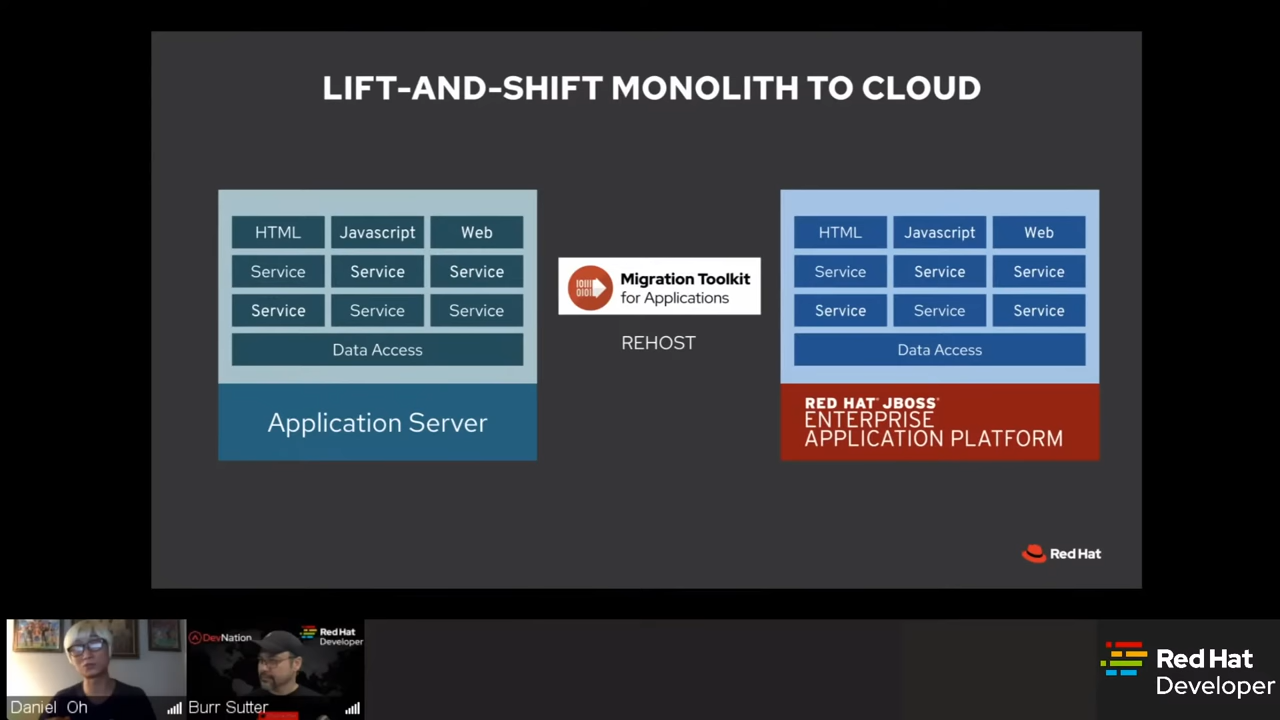 LIFT-AND-SHIFT MONOLITH TO CLOUD
HTML Javascript Web
Service Service Service
Service Service Service
Data Access
Application Server
Migration Toolkit
for Applications
REHOST
HTML Javascript Web
Service Service Service
Service Service Service
Data Access
RED HAT® JBOSS®
ENTERPRISE
APPLICATION PLATFORM
Red Hat
Daniel Oh
DevNation
Red Hat
Developer
Burr Sutter
Red Hat
Developer